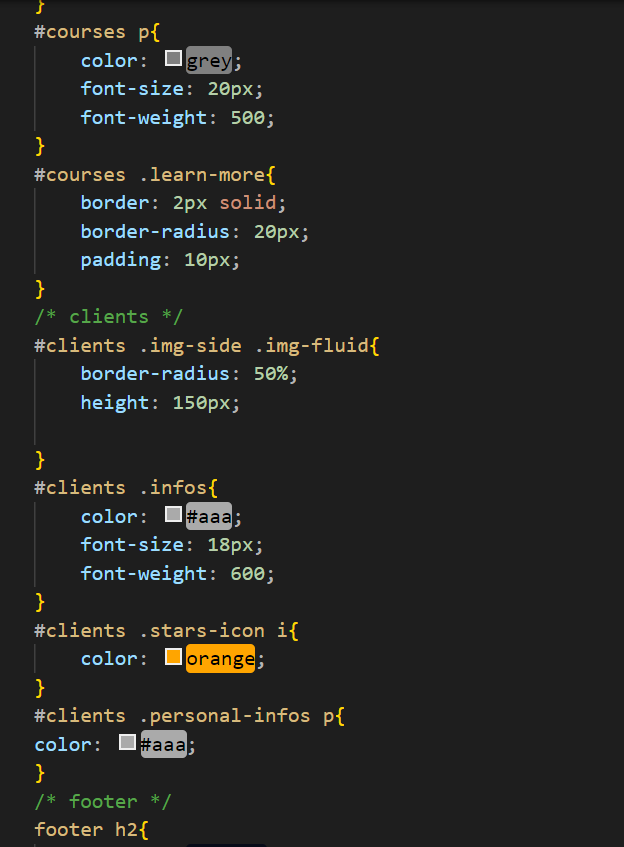 }
#courses p{
    color: grey;
    font-size: 20px;
    font-weight: 500;
}
#courses .learn-more{
    border: 2px solid;
    border-radius: 20px;
    padding: 10px;
}
/* clients */
#clients .img-side .img-fluid{
    border-radius: 50%;
    height: 150px;

}
#clients .infos{
    color: #aaa;
    font-size: 18px;
    font-weight: 600;
}
#clients .stars-icon i{
    color: orange;
}
#clients .personal-infos p{
color: #aaa;
}
/* footer */
footer h2{